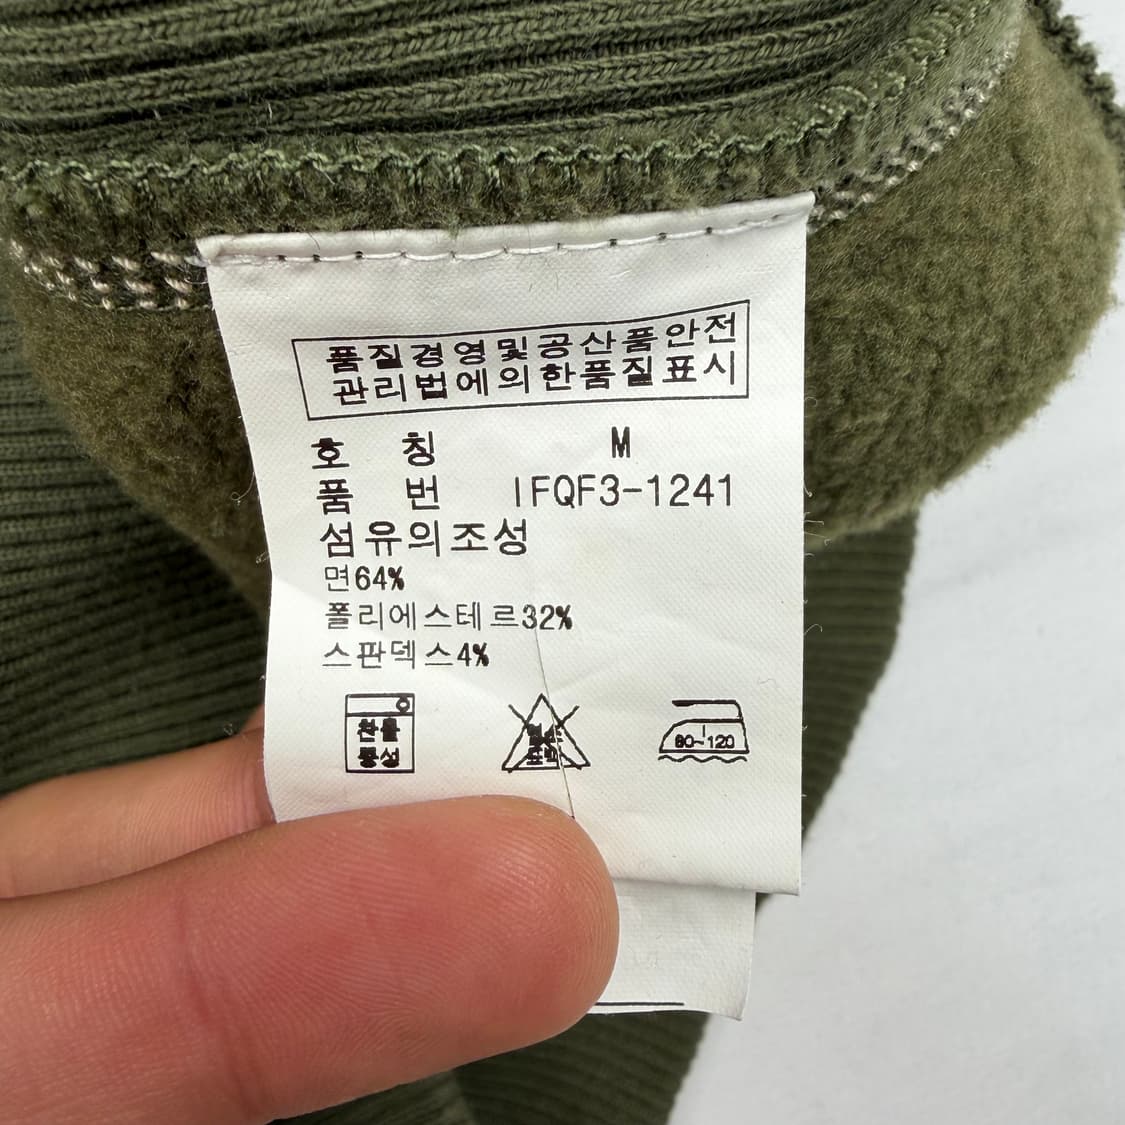 품질경영및공산품안전
관리법에의한품질표시
호 칭 M
품 번 IFQF3-1241
섬유의조성
면64%
폴리에스테르32%
스판덱스4%
찬물
중성
80~120